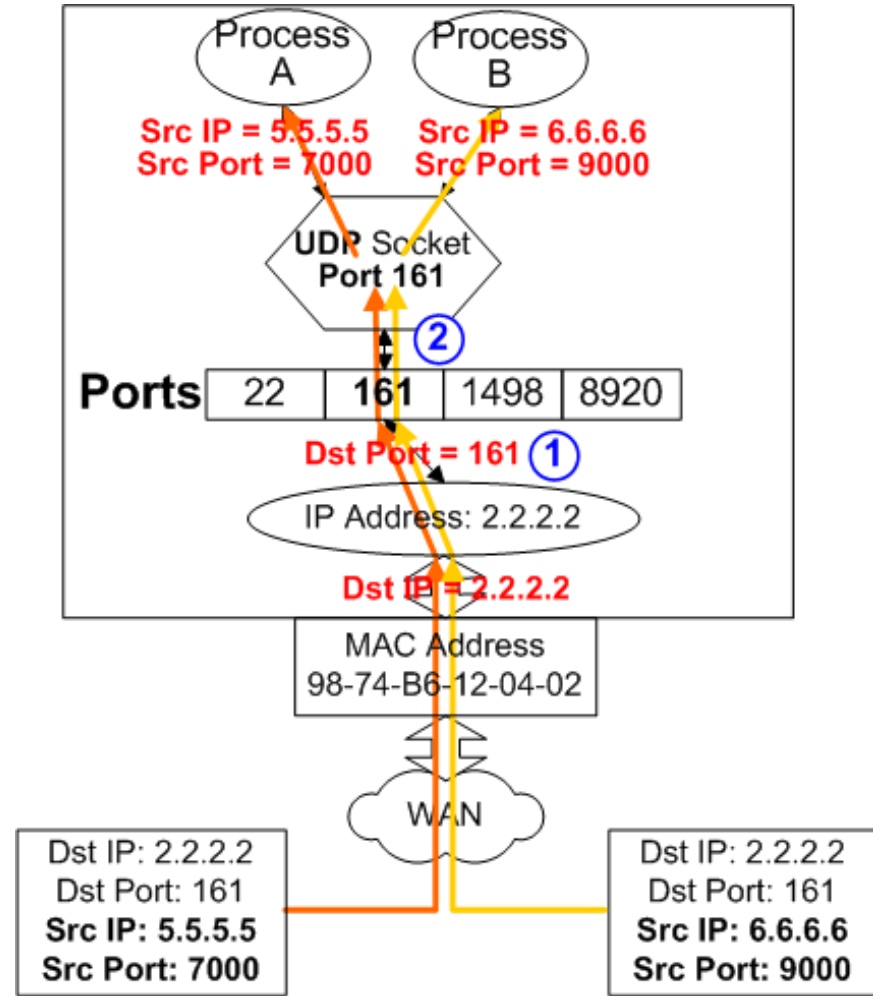 Process
A
Process
B
Src IP = 5.5.5.5
Src Port = 7000
Src IP = 6.6.6.6
Src Port = 9000
UDP Socket
Port 161
2
Ports 22 161 1498 8920
Dst Port = 161
1
IP Address: 2.2.2.2
Dst IP = 2.2.2.2
MAC Address
98-74-B6-12-04-02
WAN
Dst IP: 2.2.2.2
Dst Port: 161
Src IP: 5.5.5.5
Src Port: 7000
Dst IP: 2.2.2.2
Dst Port: 161
Src IP: 6.6.6.6
Src Port: 9000